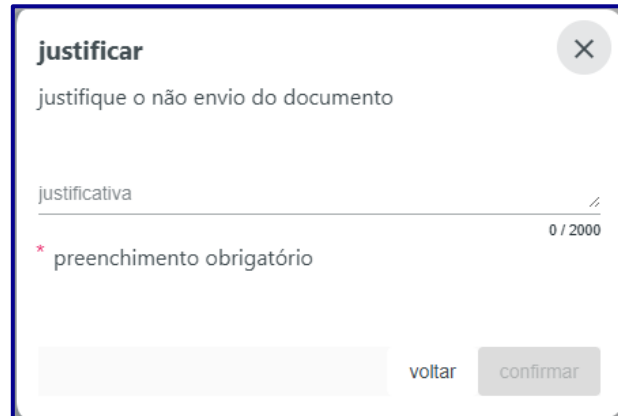 justificar
justifique o não envio do documento
justificativa
0 / 2000
* preenchimento obrigatório
voltar confirmar